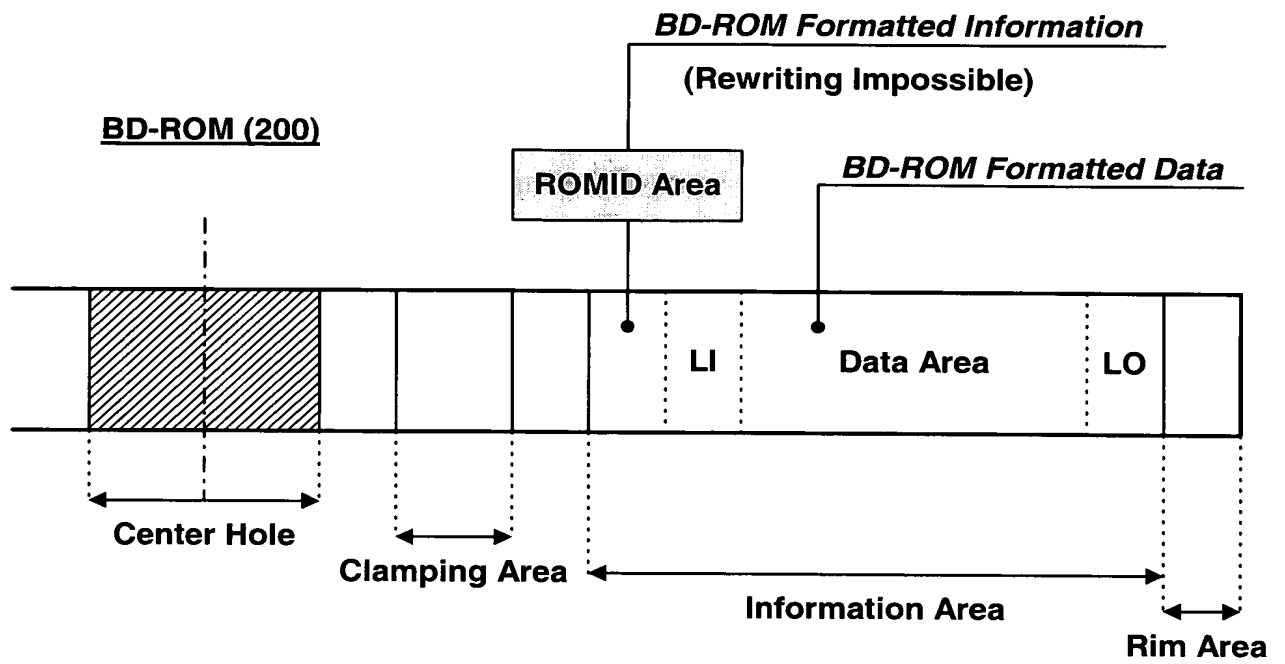 BD-ROM Formatted Information
(Rewriting Impossible)
BD-ROM (200)
ROMID Area
BD-ROM Formatted Data
LI
Data Area
LO
Center Hole
Clamping Area
Information Area
Rim Area